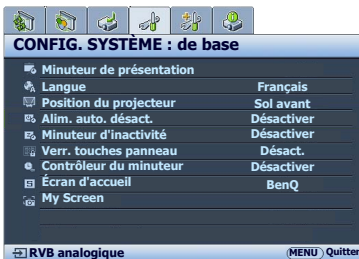 CONFIG. SYSTÈME : de base
Minuteur de présentation
Langue Français
Position du projecteur Sol avant
Alim. auto. désact. Désactiver
Minuteur d'inactivité Désactiver
Verr. touches panneau Désact.
Contrôleur du minuteur Désactiver
Écran d'accueil BenQ
My Screen
RVB analogique MENU Quitter